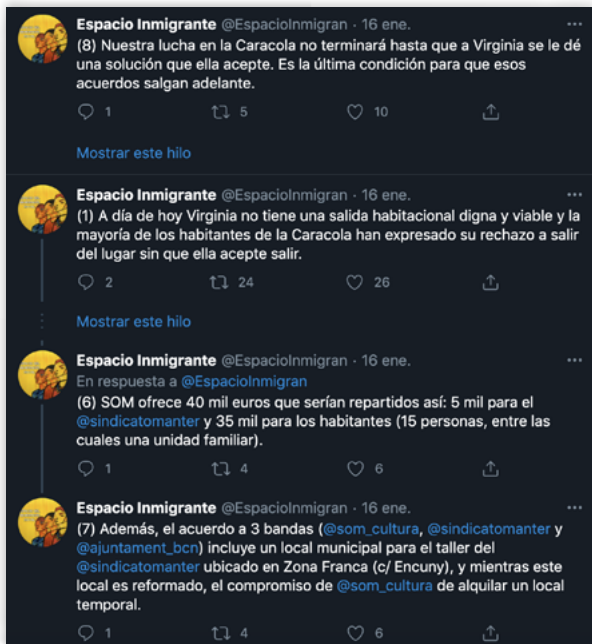 Espacio Inmigrante @EspacioInmigran · 16 ene.
(8) Nuestra lucha en la Caracola no terminará hasta que a Virginia se le dé
una solución que ella acepte. Es la última condición para que esos
acuerdos salgan adelante.
1 5 10
Mostrar este hilo
Espacio Inmigrante @EspacioInmigran · 16 ene.
(1) A día de hoy Virginia no tiene una salida habitacional digna y viable y la
mayoría de los habitantes de la Caracola han expresado su rechazo a salir
del lugar sin que ella acepte salir.
2 24 26
Mostrar este hilo
Espacio Inmigrante @EspacioInmigran · 16 ene.
En respuesta a @EspacioInmigran
(6) SOM ofrece 40 mil euros que serían repartidos así: 5 mil para el
@sindicatomanter y 35 mil para los habitantes (15 personas, entre las
cuales una unidad familiar).
1 4 6
Espacio Inmigrante @EspacioInmigran · 16 ene.
(7) Además, el acuerdo a 3 bandas (@som_cultura, @sindicatomanter y
@ajuntament_bcn) incluye un local municipal para el taller del
@sindicatomanter ubicado en Zona Franca (c/ Encuny), y mientras este
local es reformado, el compromiso de @som_cultura de alquilar un local
temporal.
1 4 6